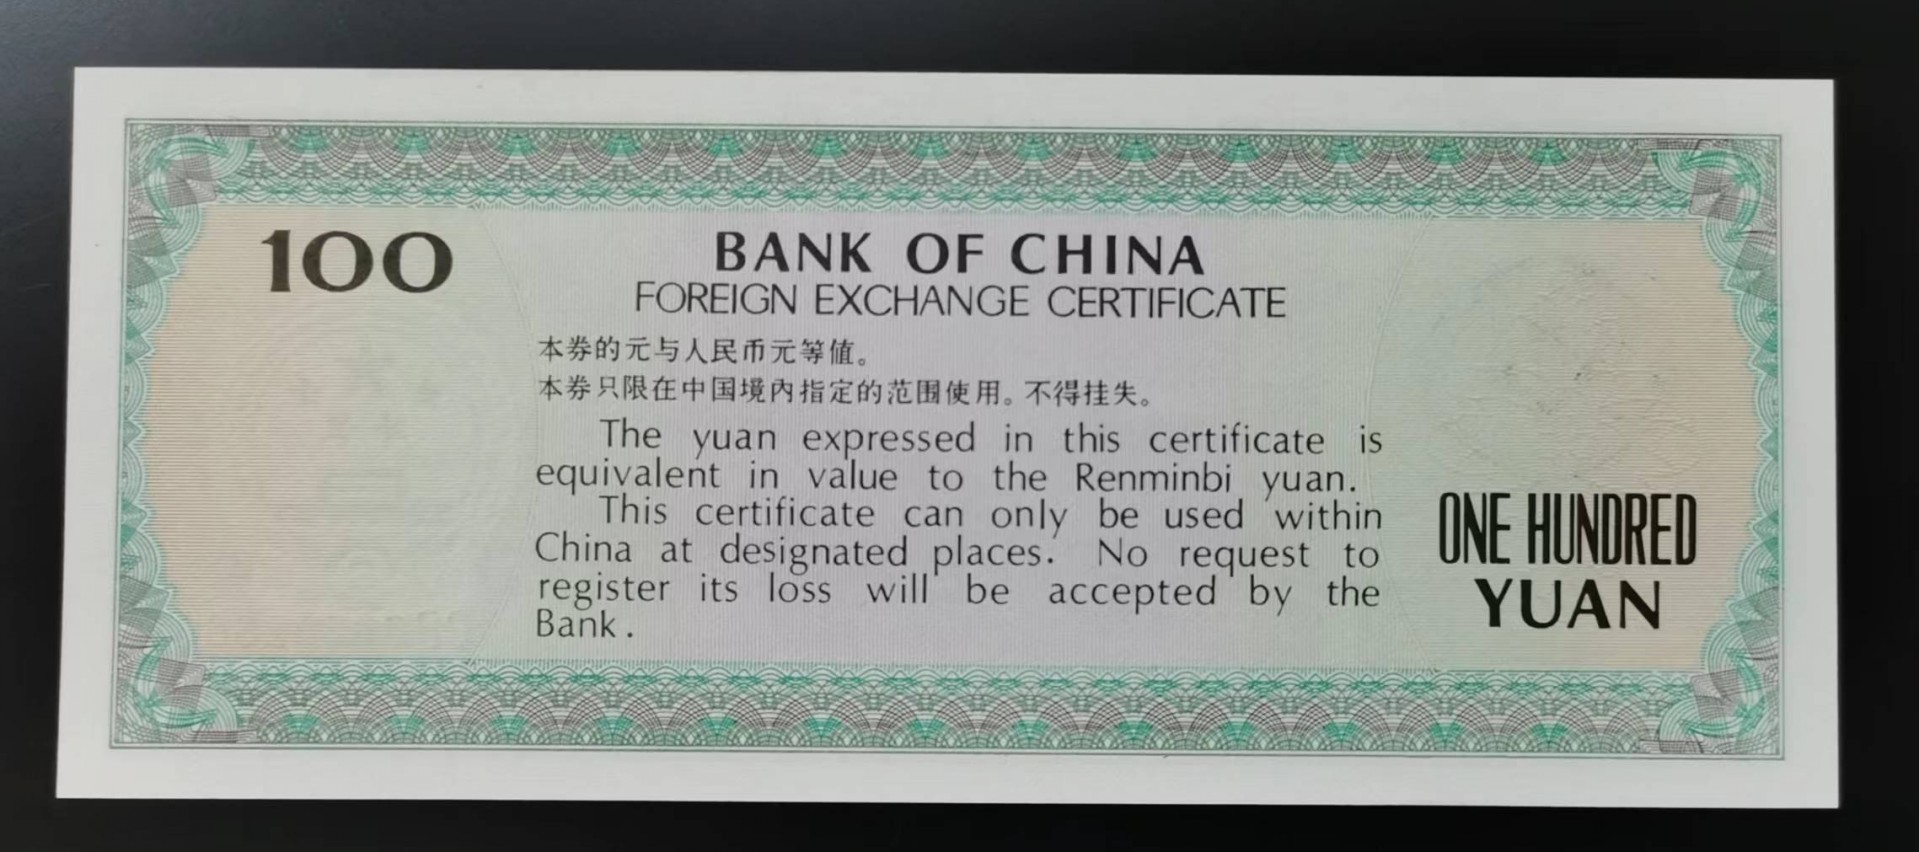 100
BANK OF CHINA
FOREIGN EXCHANGE CERTIFICATE
本券的元与人民币元等值。
本券只限在中国境内指定的范围使用。不得挂失。
The yuan expressed in this certificate is
equivalent in value to the Renminbi yuan.
This certificate can only be used within
China at designated places. No request to
register its loss will be accepted by the
Bank.
ONE HUNDRED
YUAN